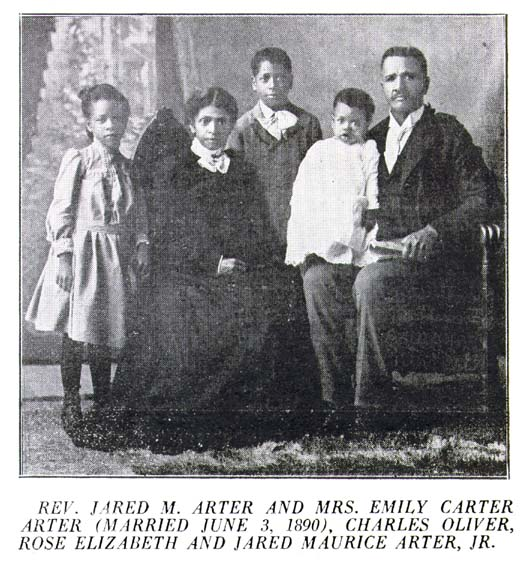 REV. JARED M. ARTER AND MRS. EMILY CARTER
ARTER (MARRIED JUNE 3, 1890), CHARLES OLIVER,
ROSE ELIZABETH AND JARED MAURICE ARTER, JR.